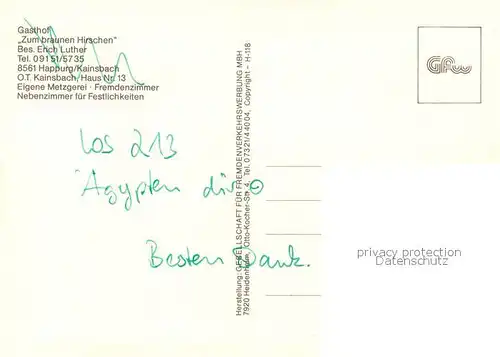 Gasthof
„Zum braunen Hirschen"
Bes. Erich Luther
Tel. 09151/5735
8561 Happurg/Kainsbach
O.T. Kainsbach, Haus Nr. 13
Eigene Metzgerei · Fremdenzimmer
Nebenzimmer für Festlichkeiten
Los 213
Ägypten
Besten Dank.
Herstellung: GESELLSCHAFT FÜR FREMDENVERKEHRSWERBUNG MBH
7920 Heidenheim, Otto-Kocher-Str. 4, Tel. 07321/44004, Copyright - H-118
GFW
privacy protection
Datenschutz